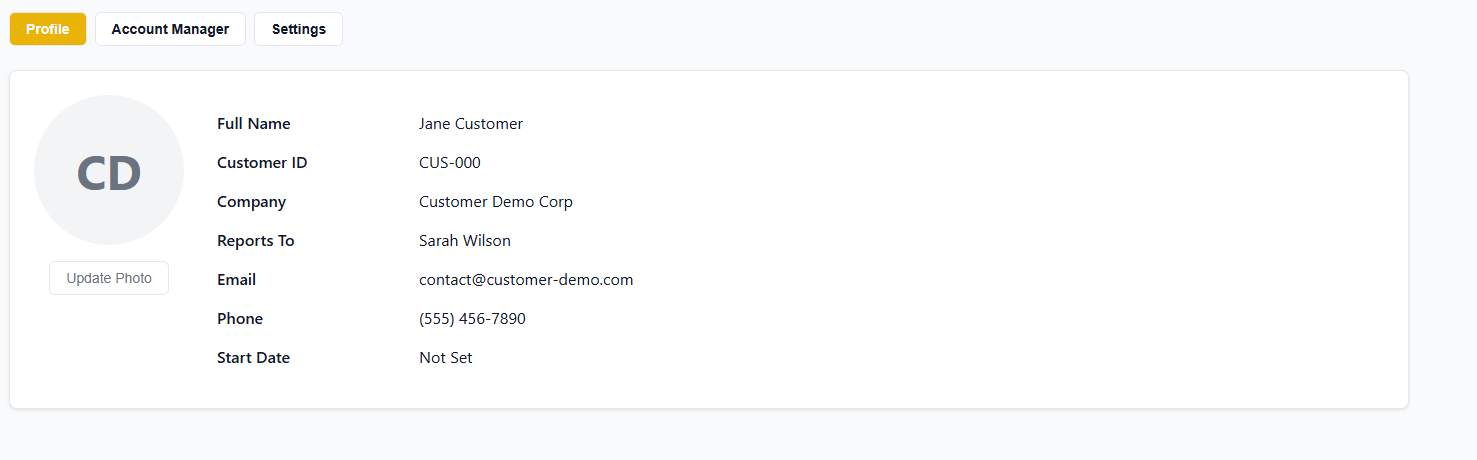 Profile Account Manager Settings
CD
Update Photo
Full Name Jane Customer
Customer ID CUS-000
Company Customer Demo Corp
Reports To Sarah Wilson
Email contact@customer-demo.com
Phone (555) 456-7890
Start Date Not Set